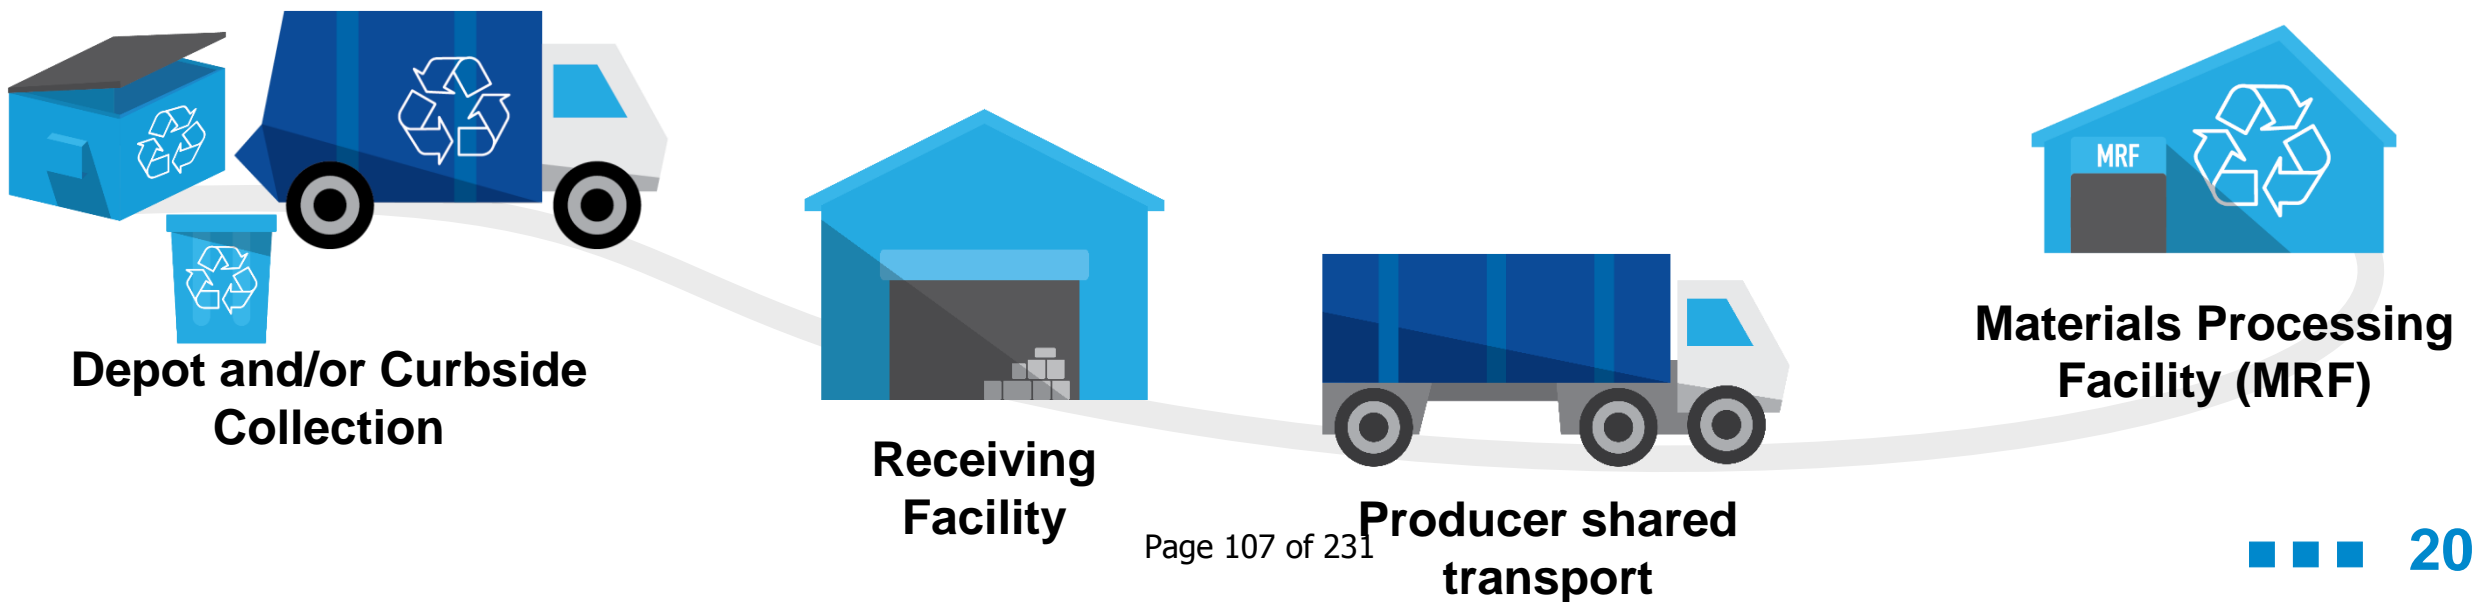 Depot and/or Curbside
Collection
Receiving
Facility
Producer shared
transport
MRF
Materials Processing
Facility (MRF)
Page 107 of 231
20